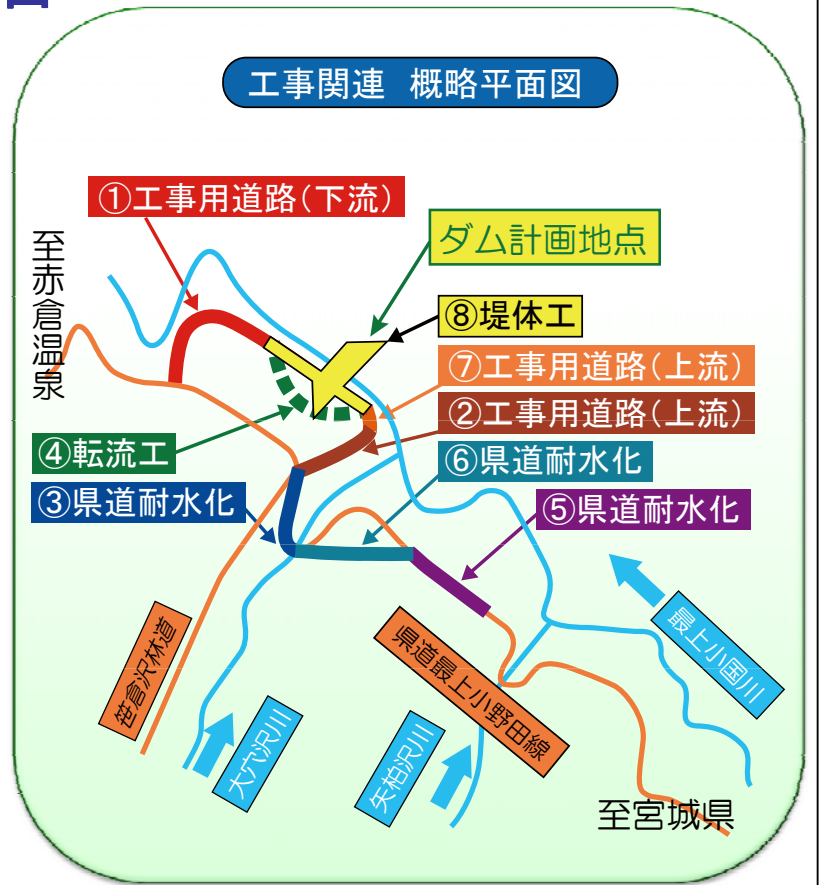 工事関連 概略平面図
①工事用道路(下流)
至赤倉温泉
ダム計画地点
⑧堤体工
⑦工事用道路(上流)
②工事用道路(上流)
④転流工
⑥県道耐水化
③県道耐水化
⑤県道耐水化
笹倉沢林道
大穴沢川
矢柏沢川
県道最上小野田線
最上小国川
至宮城県